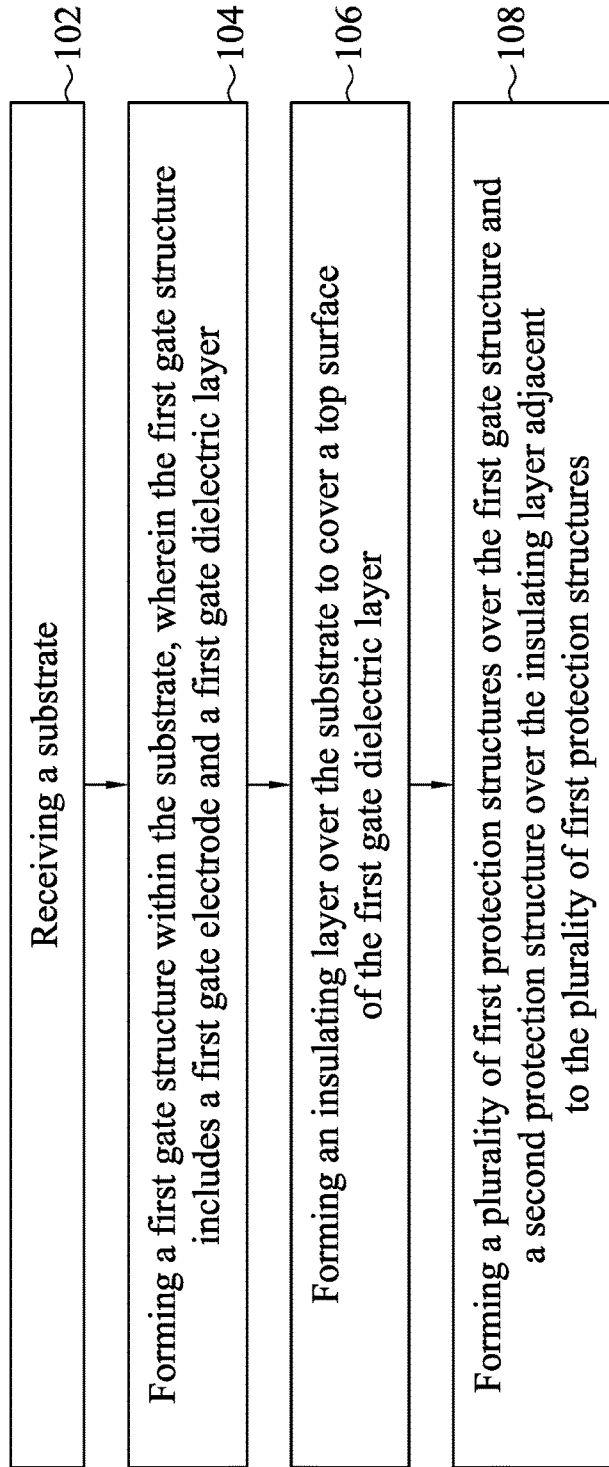 Receiving a substrate
102
Forming a first gate structure within the substrate, wherein the first gate structure
includes a first gate electrode and a first gate dielectric layer
104
Forming an insulating layer over the substrate to cover a top surface
of the first gate dielectric layer
106
Forming a plurality of first protection structures over the first gate structure and
a second protection structure over the insulating layer adjacent
to the plurality of first protection structures
108